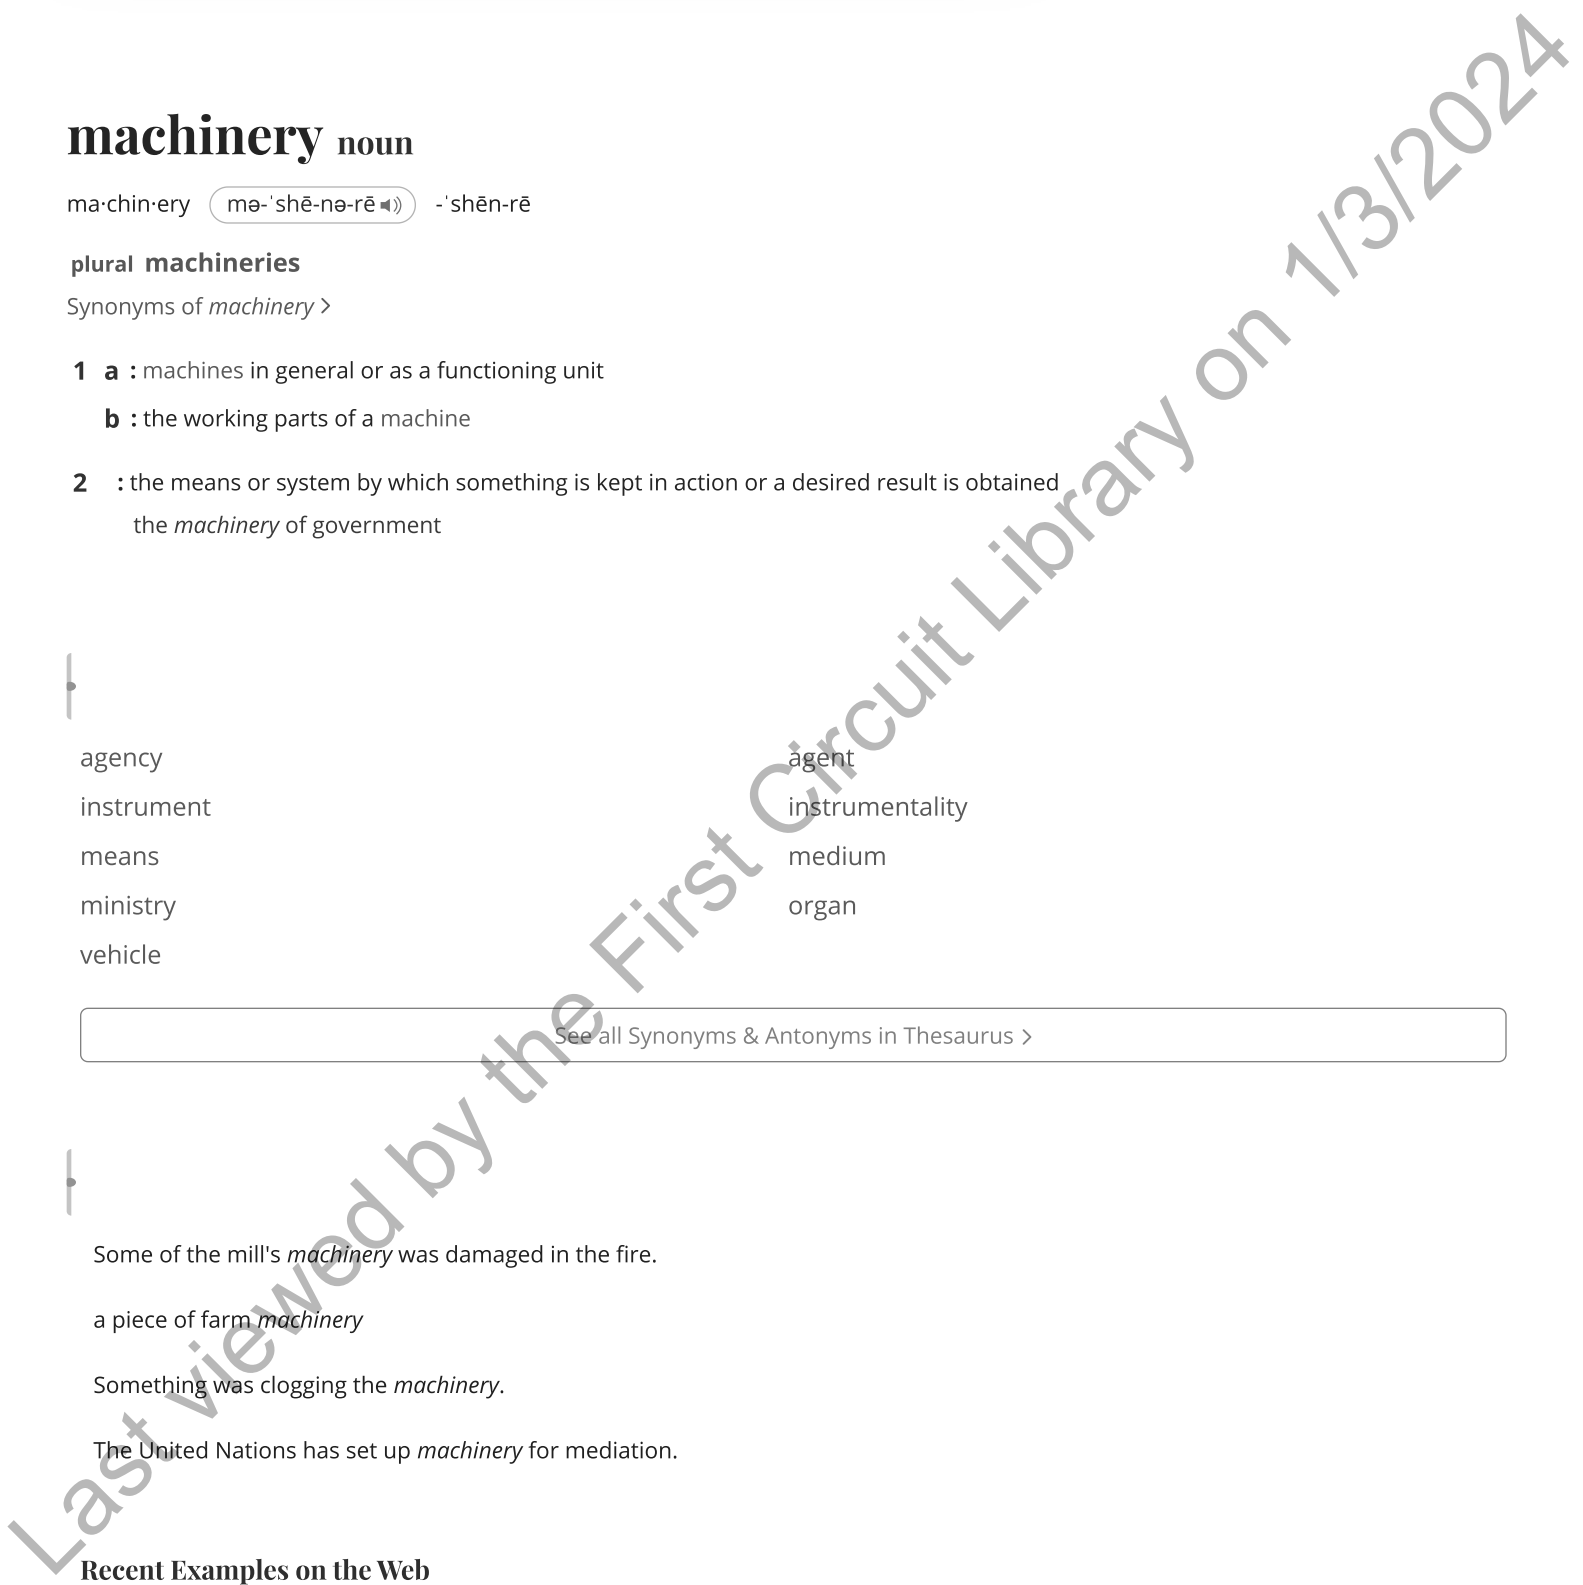 machinery noun
ma·chin·ery mə-ˈshē-nə-rē -ˈshēn-rē
plural machineries
Synonyms of machinery
1 a : machines in general or as a functioning unit
b : the working parts of a machine
2 : the means or system by which something is kept in action or a desired result is obtained
the machinery of government
agency agent
instrument instrumentality
means medium
ministry organ
vehicle
See all Synonyms & Antonyms in Thesaurus
Some of the mill's machinery was damaged in the fire.
a piece of farm machinery
Something was clogging the machinery.
The United Nations has set up machinery for mediation.
Recent Examples on the Web
Last viewed by the First Circuit Library on 1/3/2024